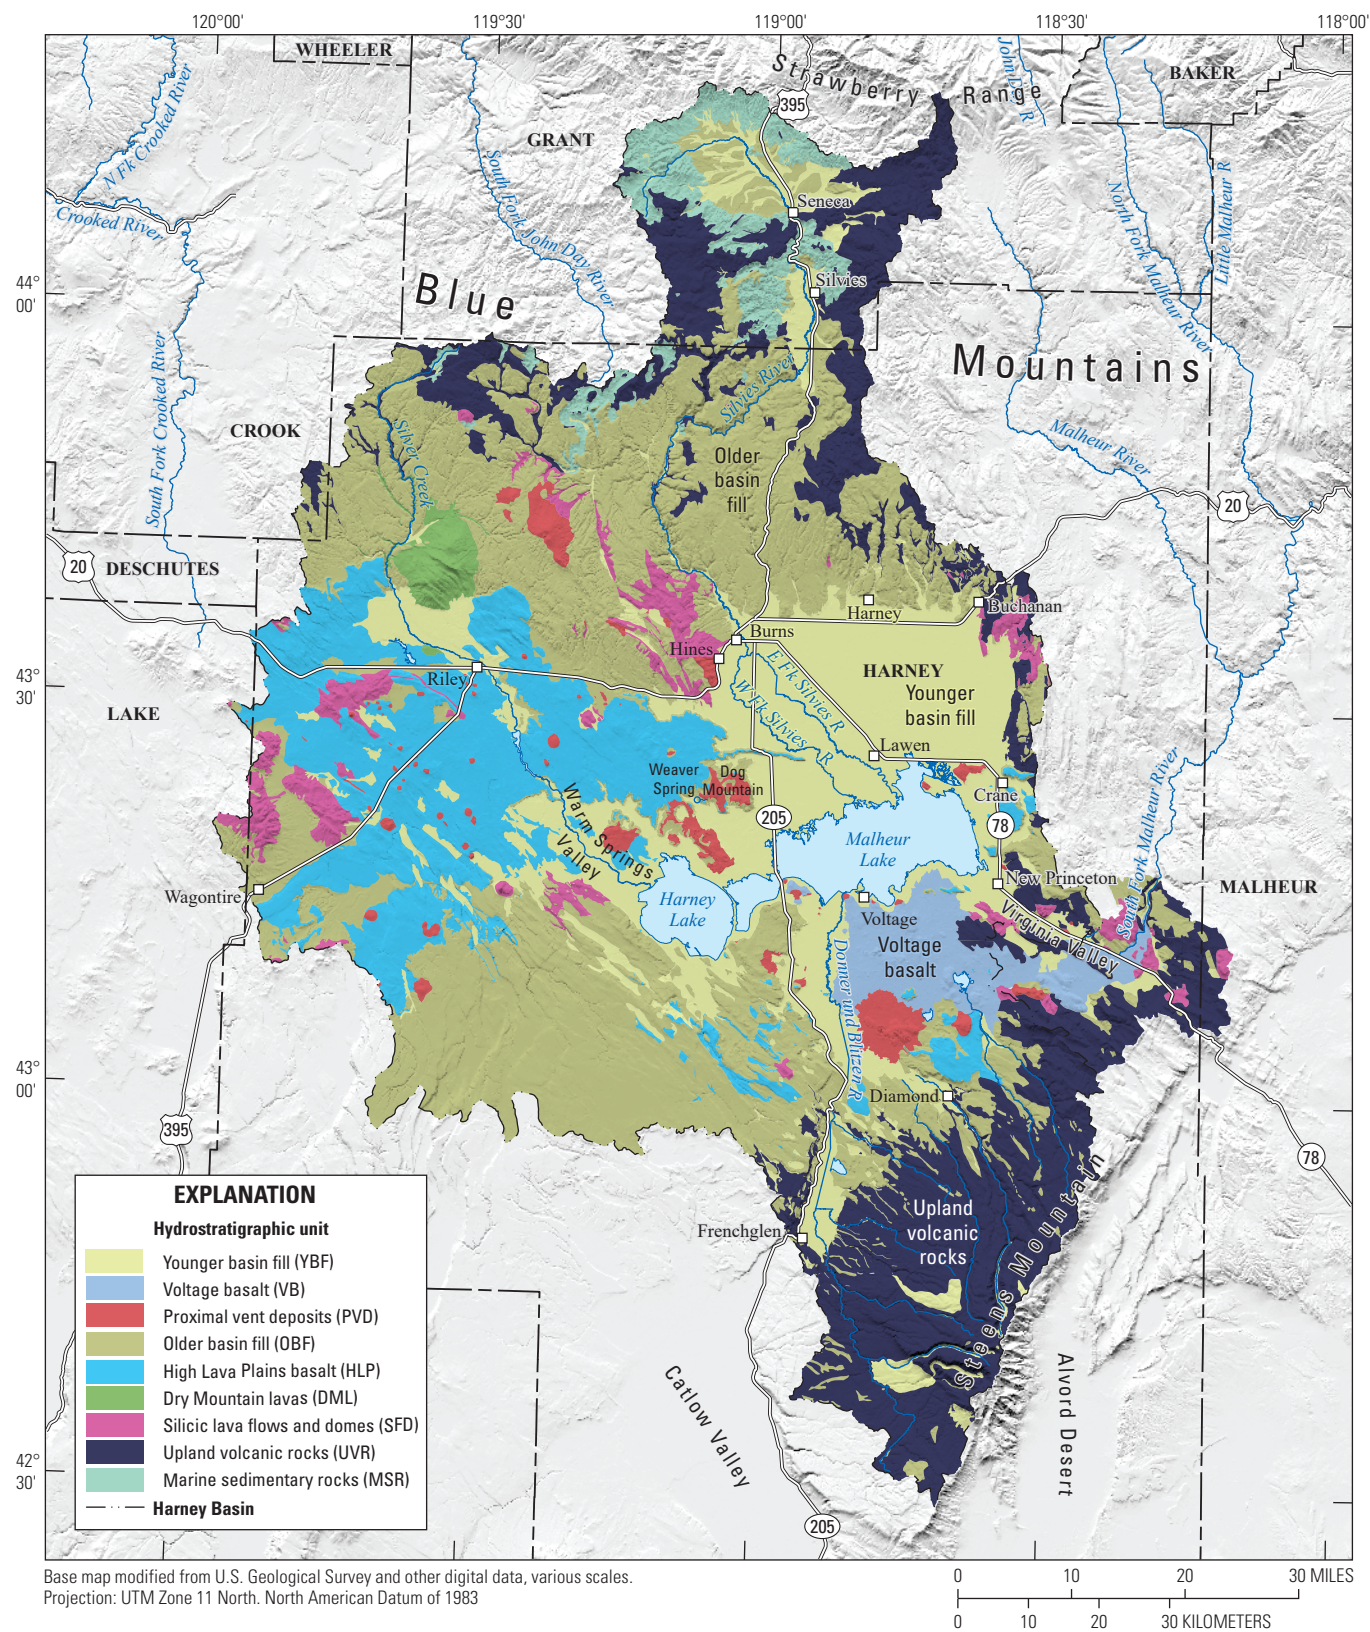 120°00'
119°30'
119°00'
118°30'
118°00'
WHEELER
BAKER
Strawberry Range
395
John D R
N Fk Crooked River
GRANT
South Fork John Day River
North Fork Malheur River
Little Malheur R
Crooked River
Seneca
44°
00'
Silvies
Blue
Mountains
South Fork Crooked River
Silvies River
CROOK
Silver Creek
Malheur River
Older
basin
fill
20
20
DESCHUTES
Harney
Buchanan
Burns
Hines
E Fk Silvies R
HARNEY
43°
30'
Riley
W Fk Silvies R
Younger
basin fill
LAKE
Lawen
Weaver
Spring
Dog
Mountain
Crane
South Fork Malheur River
Warm Springs
Valley
205
78
Malheur
Lake
New Princeton
MALHEUR
Wagontire
Harney
Lake
Voltage
Virginia Valley
Voltage
basalt
Donner und Blitzen R
43°
00'
Diamond
395
78
Frenchglen
Upland
volcanic
rocks
Steens Mountain
Catlow Valley
Alvord Desert
42°
30'
205
EXPLANATION
Hydrostratigraphic unit
Younger basin fill (YBF)
Voltage basalt (VB)
Proximal vent deposits (PVD)
Older basin fill (OBF)
High Lava Plains basalt (HLP)
Dry Mountain lavas (DML)
Silicic lava flows and domes (SFD)
Upland volcanic rocks (UVR)
Marine sedimentary rocks (MSR)
Harney Basin
Base map modified from U.S. Geological Survey and other digital data, various scales.
Projection: UTM Zone 11 North. North American Datum of 1983
0 10 20 30 MILES
0 10 20 30 KILOMETERS